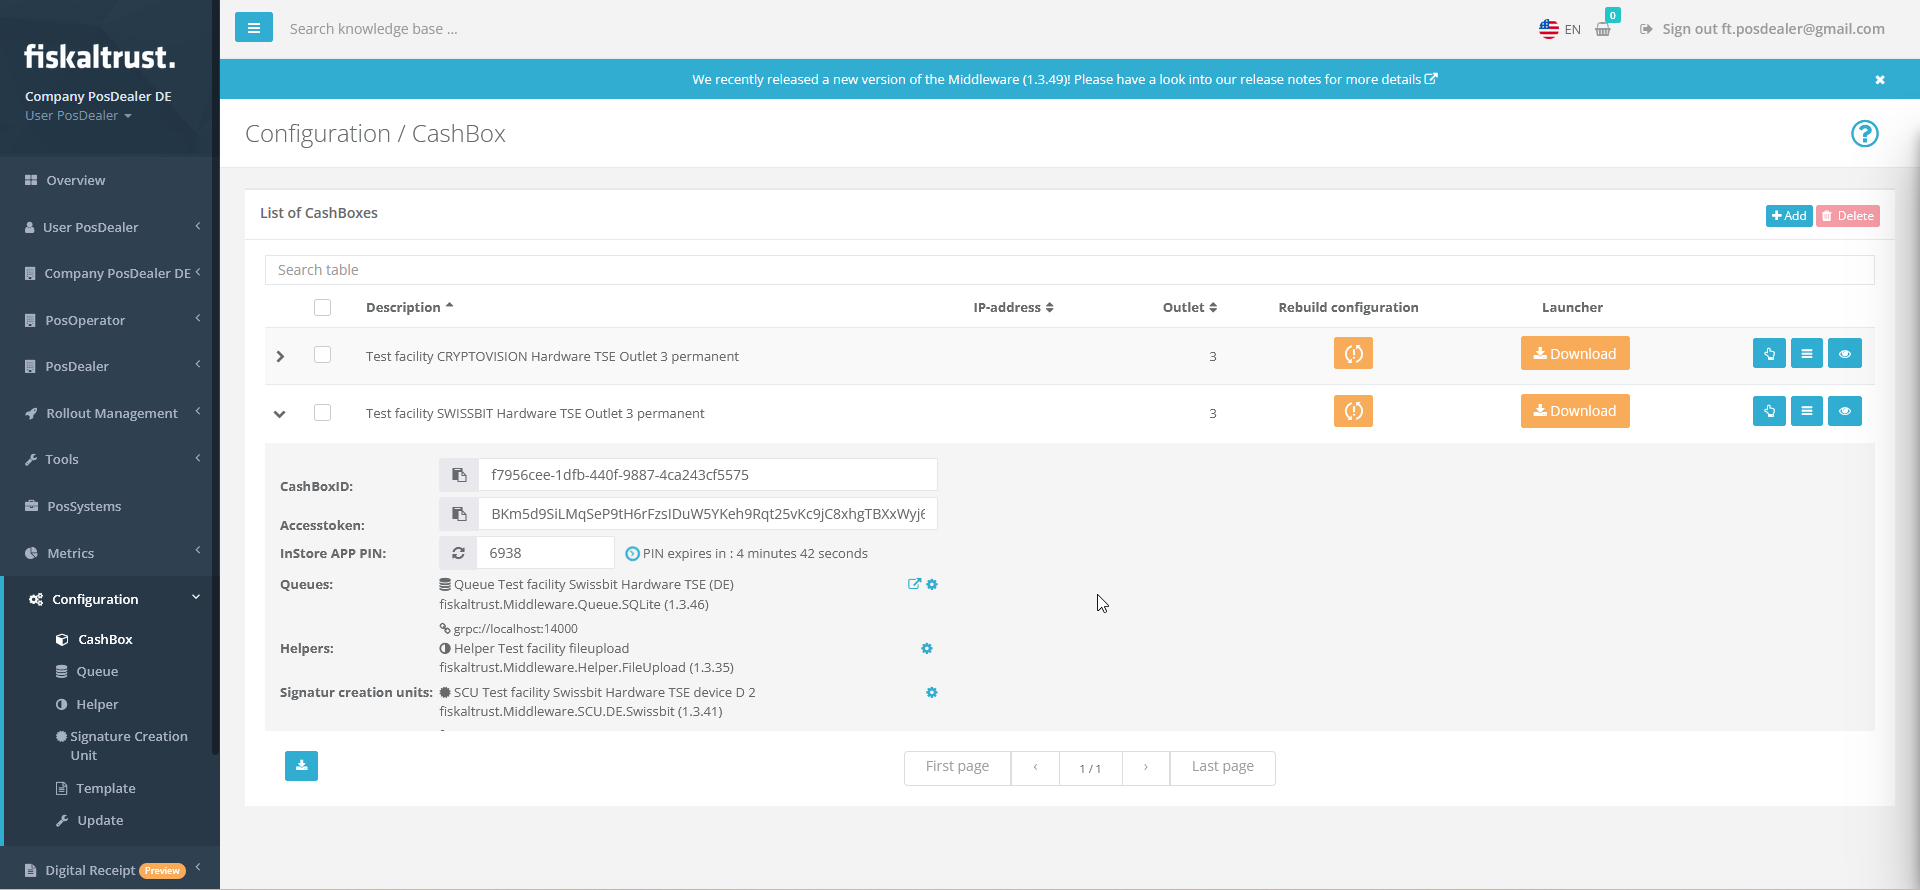 fiskaltrust.
Company PosDealer DE
User PosDealer
Overview
User PosDealer
Company PosDealer DE
PosOperator
PosDealer
Rollout Management
Tools
PosSystems
Metrics
Configuration
CashBox
Queue
Helper
Signature Creation
Unit
Template
Update
Digital Receipt Preview
Search knowledge base ...
EN
0
Sign out ft.posdealer@gmail.com
We recently released a new version of the Middleware (1.3.49)! Please have a look into our release notes for more details
Configuration / CashBox
List of CashBoxes
Add Delete
Search table
Description IP-address Outlet Rebuild configuration Launcher
Test facility CRYPTOVISION Hardware TSE Outlet 3 permanent 3 Download
Test facility SWISSBIT Hardware TSE Outlet 3 permanent 3 Download
CashBoxID: f7956cee-1dfb-440f-9887-4ca243cf5575
Accesstoken: BKm5d9SiLMqSeP9tH6rFzsIDuW5YKeh9Rqt25vKc9jC8xhgTBXxWyj6
InStore APP PIN: 6938 PIN expires in : 4 minutes 42 seconds
Queues: Queue Test facility Swissbit Hardware TSE (DE)
fiskaltrust.Middleware.Queue.SQLite (1.3.46)
grpc://localhost:14000
Helpers: Helper Test facility fileupload
fiskaltrust.Middleware.Helper.FileUpload (1.3.35)
Signatur creation units: SCU Test facility Swissbit Hardware TSE device D 2
fiskaltrust.Middleware.SCU.DE.Swissbit (1.3.41)
First page ‹ 1 / 1 › Last page